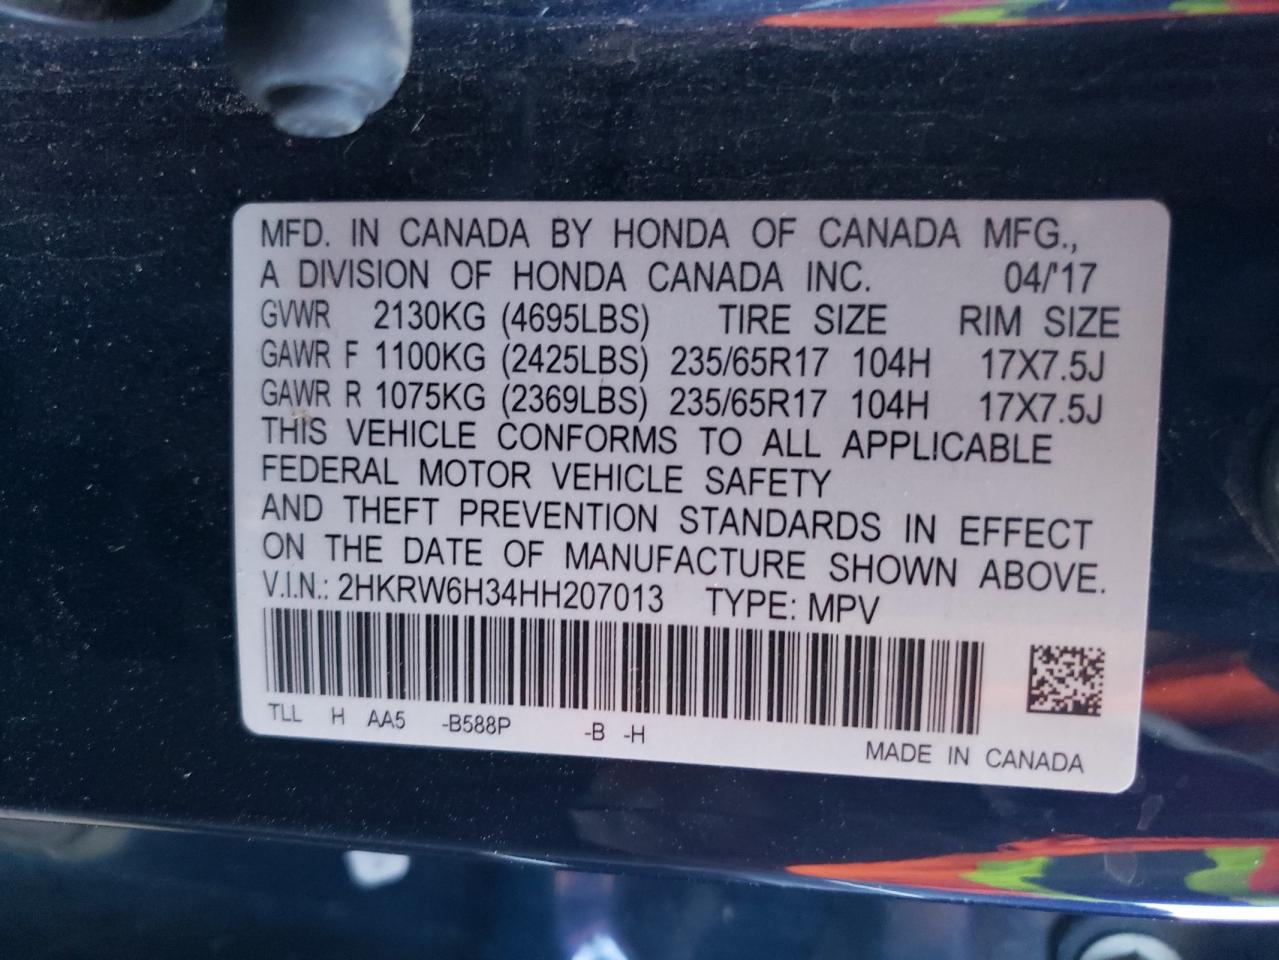 MFD. IN CANADA BY HONDA OF CANADA MFG.,
A DIVISION OF HONDA CANADA INC. 04/'17
GVWR 2130KG (4695LBS) TIRE SIZE RIM SIZE
GAWR F 1100KG (2425LBS) 235/65R17 104H 17X7.5J
GAWR R 1075KG (2369LBS) 235/65R17 104H 17X7.5J
THIS VEHICLE CONFORMS TO ALL APPLICABLE
FEDERAL MOTOR VEHICLE SAFETY
AND THEFT PREVENTION STANDARDS IN EFFECT
ON THE DATE OF MANUFACTURE SHOWN ABOVE.
V.I.N.: 2HKRW6H34HH207013 TYPE: MPV
TLL H AA5 -B588P -B -H
MADE IN CANADA